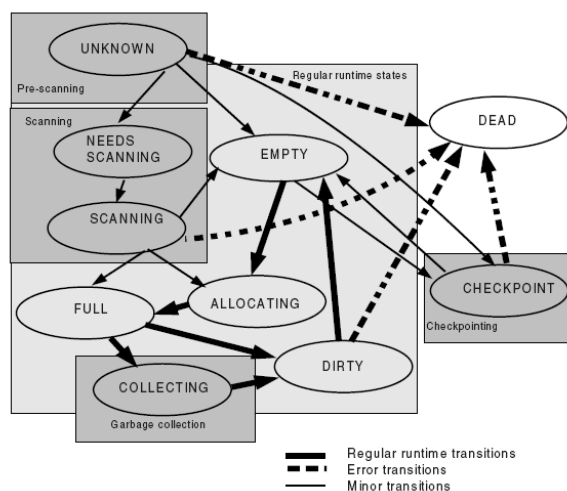 UNKNOWN
Pre-scanning
Regular runtime states
Scanning
NEEDS
SCANNING
DEAD
EMPTY
SCANNING
CHECKPOINT
Checkpointing
ALLOCATING
FULL
DIRTY
COLLECTING
Garbage collection
Regular runtime transitions
Error transitions
Minor transitions